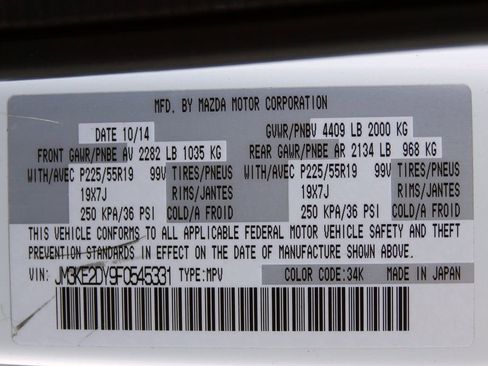 MFD. BY MAZDA MOTOR CORPORATION
DATE 10/14 GVWR/PNBV 4409 LB 2000 KG
FRONT GAWR/PNBE AV 2282 LB 1035 KG REAR GAWR/PNBE AR 2134 LB 968 KG
WITH/AVEC P225/55R19 99V TIRES/PNEUS WITH/AVEC P225/55R19 99V TIRES/PNEUS
19X7J RIMS/JANTES 19X7J RIMS/JANTES
250 KPA/36 PSI COLD/A FROID 250 KPA/36 PSI COLD/A FROID
THIS VEHICLE CONFORMS TO ALL APPLICABLE FEDERAL MOTOR VEHICLE SAFETY AND THEFT
PREVENTION STANDARDS IN EFFECT ON THE DATE OF MANUFACTURE SHOWN ABOVE.
VIN: JM3KE2DY9F0545331 TYPE:MPV COLOR CODE:34K MADE IN JAPAN